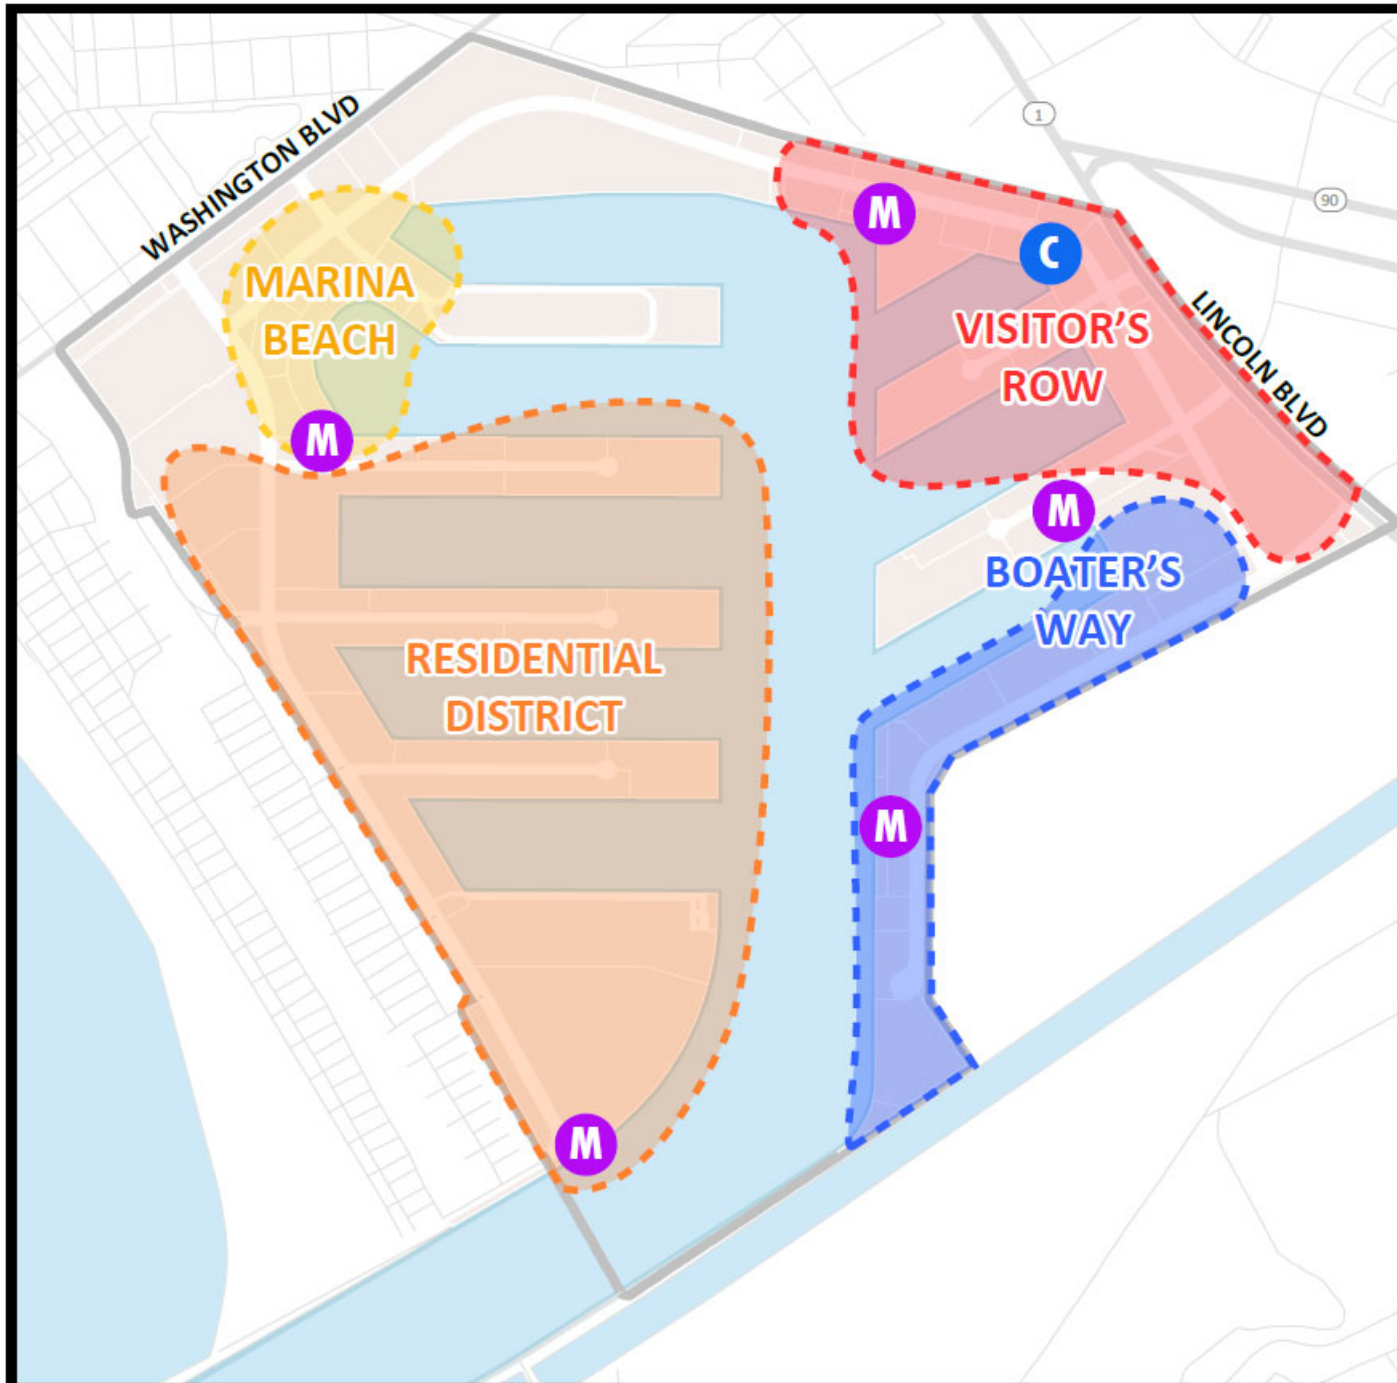 WASHINGTON BLVD
1
90
M
C
MARINA
BEACH
VISITOR'S
ROW
LINCOLN BLVD
M
M
BOATER'S
WAY
RESIDENTIAL
DISTRICT
M
M